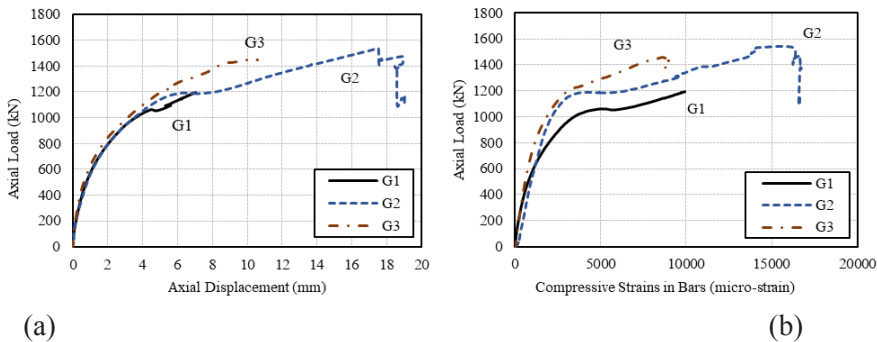 1800
1600
1400
1200
1000
800
600
400
200
0
Axial Load (kN)
G3
G2
G1
G1
G2
G3
0 2 4 6 8 10 12 14 16 18 20
Axial Displacement (mm)
(a)
1800
1600
1400
1200
1000
800
600
400
200
0
Axial Load (kN)
G2
G3
G1
G1
G2
G3
0 5000 10000 15000 20000
Compressive Strains in Bars (micro-strain)
(b)